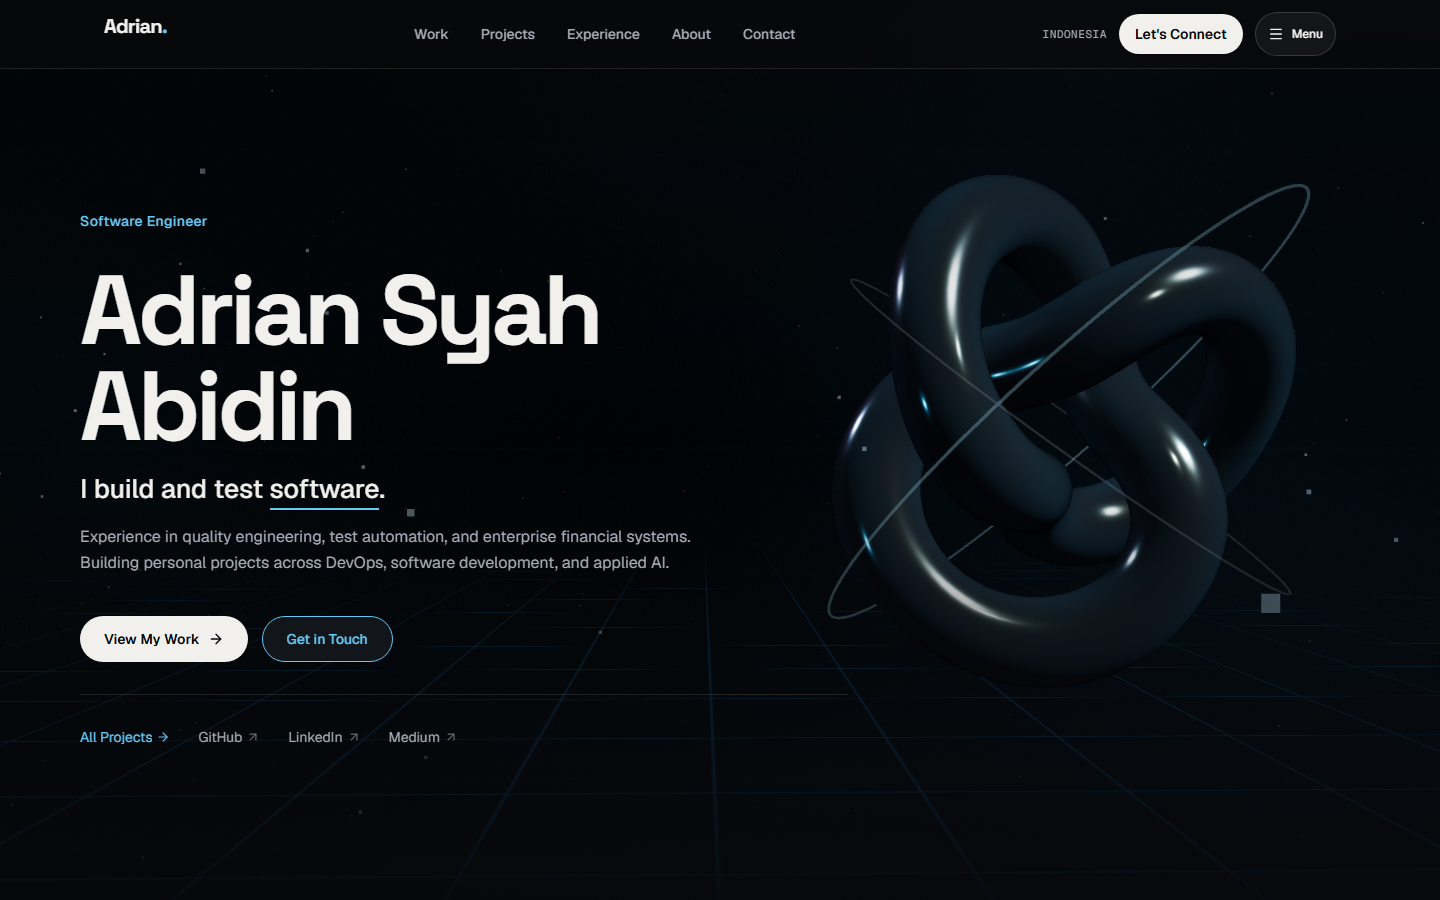 Adrian.
Work
Projects
Experience
About
Contact
INDONESIA
Let's Connect
Menu
Software Engineer
Adrian Syah
Abidin
I build and test software.
Experience in quality engineering, test automation, and enterprise financial systems.
Building personal projects across DevOps, software development, and applied AI.
View My Work
Get in Touch
All Projects
GitHub
LinkedIn
Medium